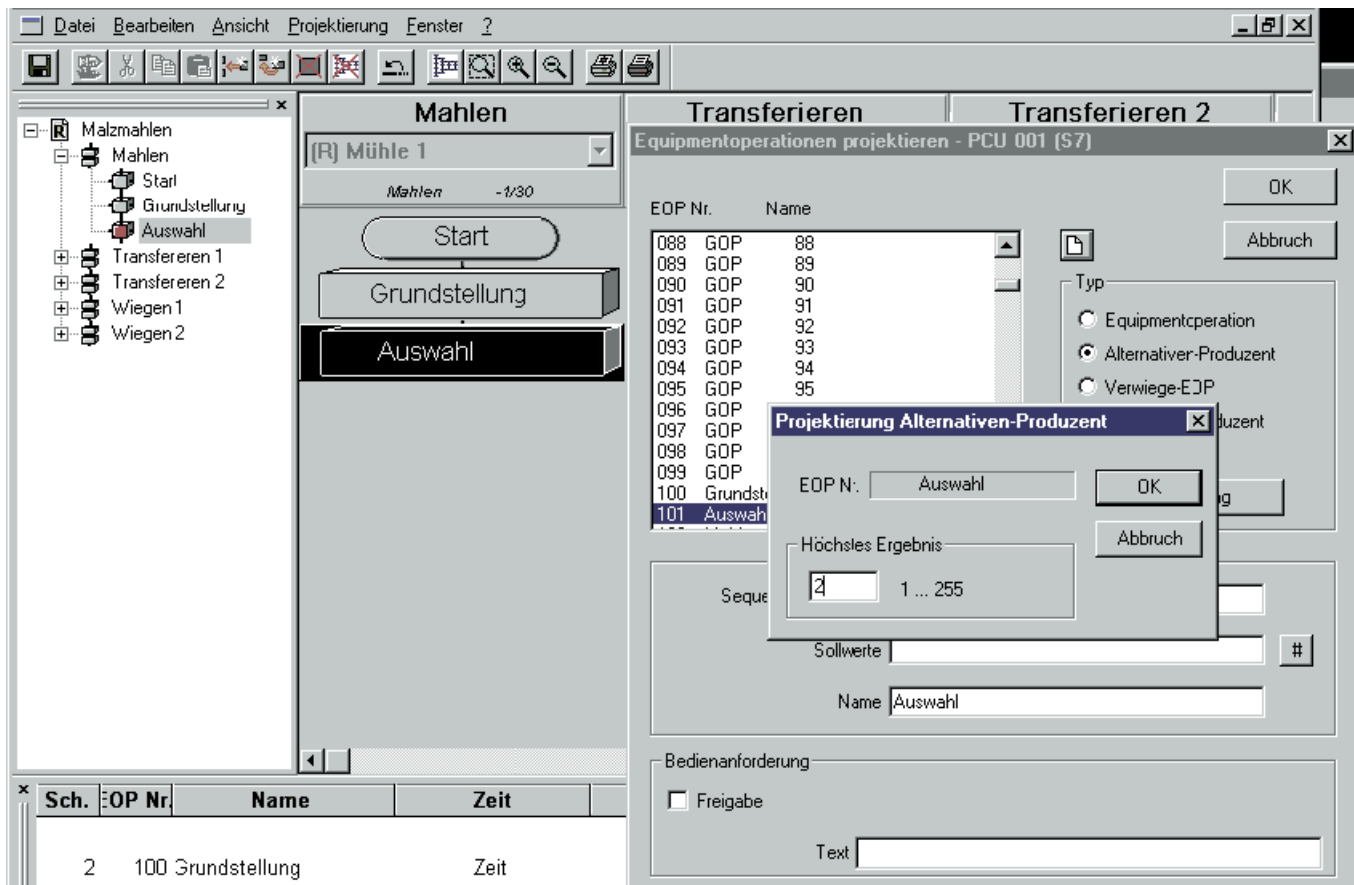 Datei Bearbeiten Ansicht Projektierung Fenster ?
Malzmahlen
Mahlen
Start
Grundstellung
Auswahl
Transfereren 1
Transfereren 2
Wiegen 1
Wiegen 2
Mahlen
Transferieren
Transferieren 2
(R) Mühle 1
Mahlen -1/30
Start
Grundstellung
Auswahl
Equipmentoperationen projektieren - PCU 001 (S7)
OK
Abbruch
EOP Nr. Name
088 GOP 88
089 GOP 89
090 GOP 90
091 GOP 91
092 GOP 92
093 GOP 93
094 GOP 94
095 GOP 95
096 GOP
097 GOP
098 GOP
099 GOP
100 Grundst
101 Auswah
Typ
Equipmentoperation
Alternativer-Produzent
Verwiege-EOP
duzent
g
Projektierung Alternativen-Produzent
EOP Nr. Auswahl
OK
Abbruch
Höchstes Ergebnis
2 1 ... 255
Seque
Sollwerte #
Name Auswahl
Bedienanforderung
Freigabe
Text
Sch. EOP Nr. Name Zeit
2 100 Grundstellung Zeit